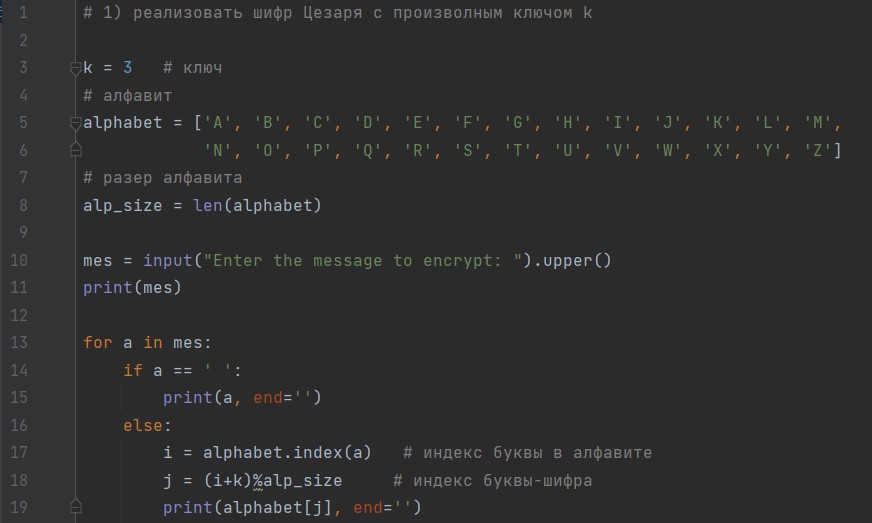 1 # 1) реализовать шифр Цезаря с произволным ключом k
2
3 k = 3   # ключ
4 # алфавит
5 alphabet = ['A', 'B', 'C', 'D', 'E', 'F', 'G', 'H', 'I', 'J', 'K', 'L', 'M',
6             'N', 'O', 'P', 'Q', 'R', 'S', 'T', 'U', 'V', 'W', 'X', 'Y', 'Z']
7 # разер алфавита
8 alp_size = len(alphabet)
9
10 mes = input("Enter the message to encrypt: ").upper()
11 print(mes)
12
13 for a in mes:
14     if a == ' ':
15         print(a, end='')
16     else:
17         i = alphabet.index(a)   # индекс буквы в алфавите
18         j = (i+k)%alp_size     # индекс буквы-шифра
19         print(alphabet[j], end='')